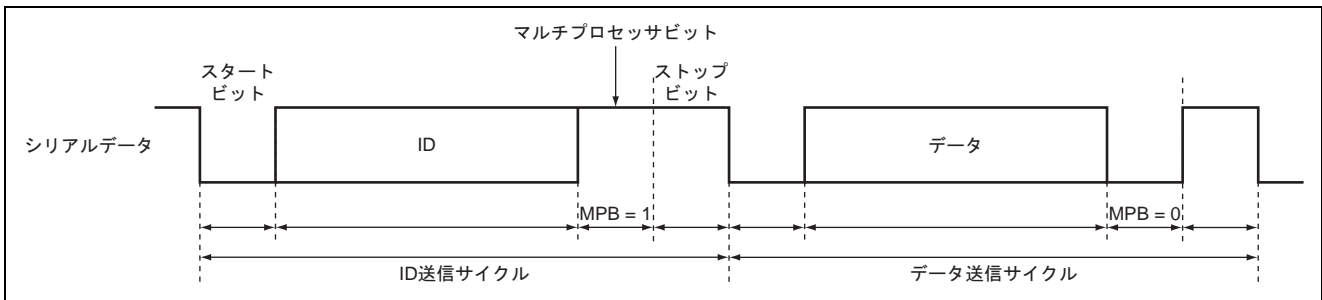 マルチプロセッサビット
スタート
ビット
ストップ
ビット
シリアルデータ
ID
データ
MPB = 1
MPB = 0
ID送信サイクル
データ送信サイクル